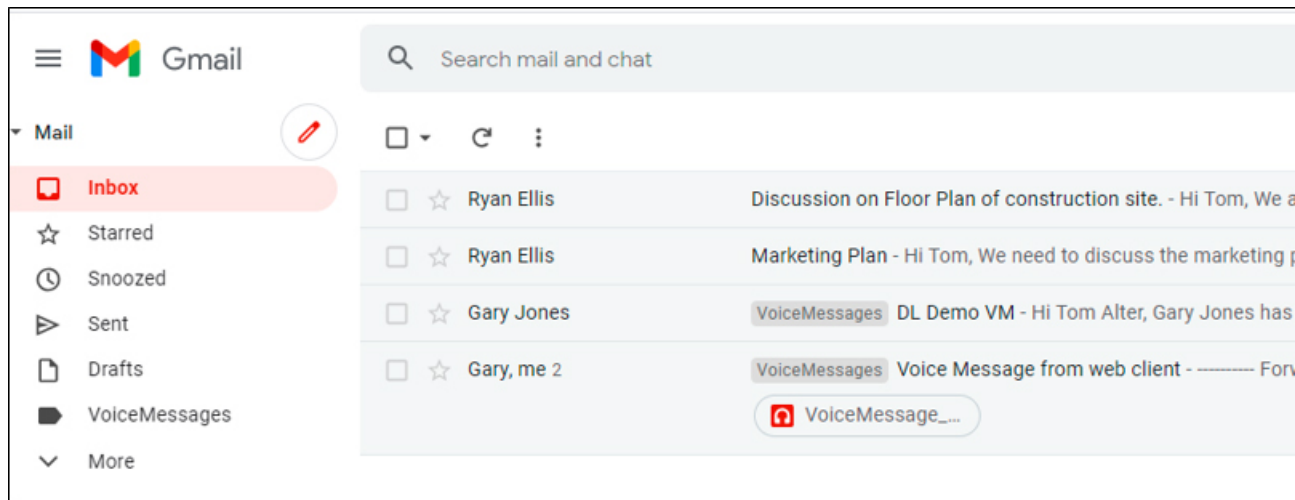 Gmail
Search mail and chat
Mail
Inbox
Starred
Snoozed
Sent
Drafts
VoiceMessages
More
Ryan Ellis Discussion on Floor Plan of construction site. - Hi Tom, We a
Ryan Ellis Marketing Plan - Hi Tom, We need to discuss the marketing p
Gary Jones VoiceMessages DL Demo VM - Hi Tom Alter, Gary Jones has
Gary, me 2 VoiceMessages Voice Message from web client - ---------- Forw
VoiceMessage_...